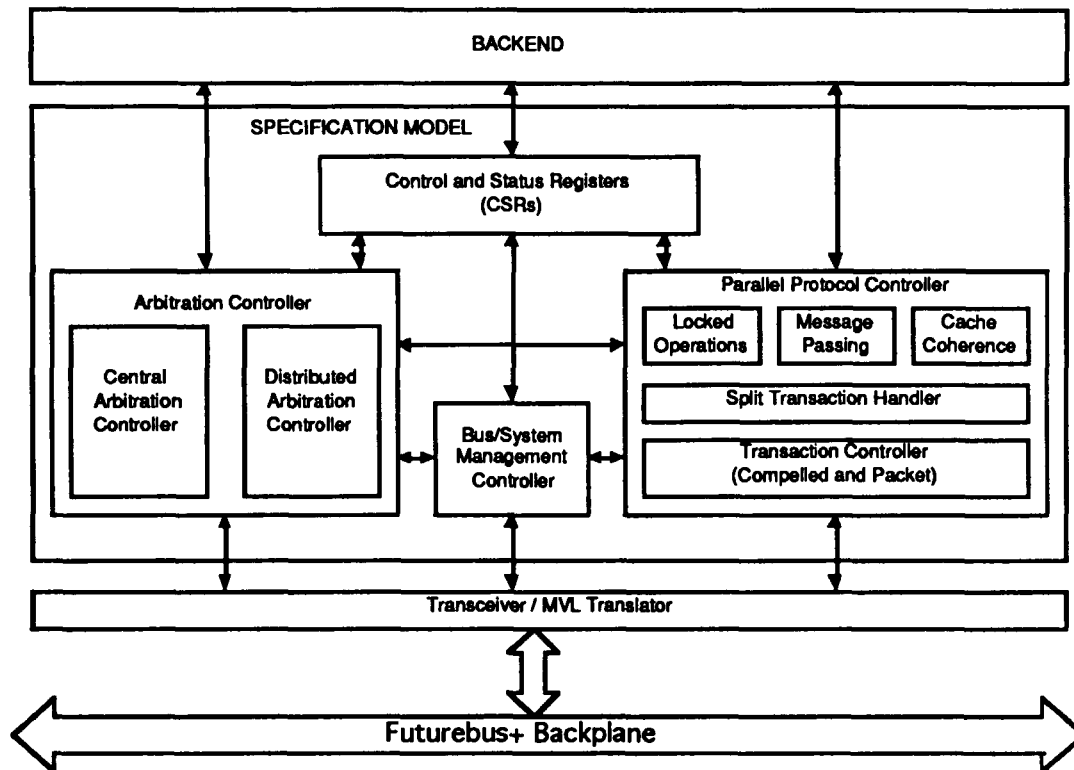 BACKEND
SPECIFICATION MODEL
Control and Status Registers
(CSRs)
Arbitration Controller
Central
Arbitration
Controller
Distributed
Arbitration
Controller
Bus/System
Management
Controller
Parallel Protocol Controller
Locked
Operations
Message
Passing
Cache
Coherence
Split Transaction Handler
Transaction Controller
(Compelled and Packet)
Transceiver / MVL Translator
Futurebus+ Backplane